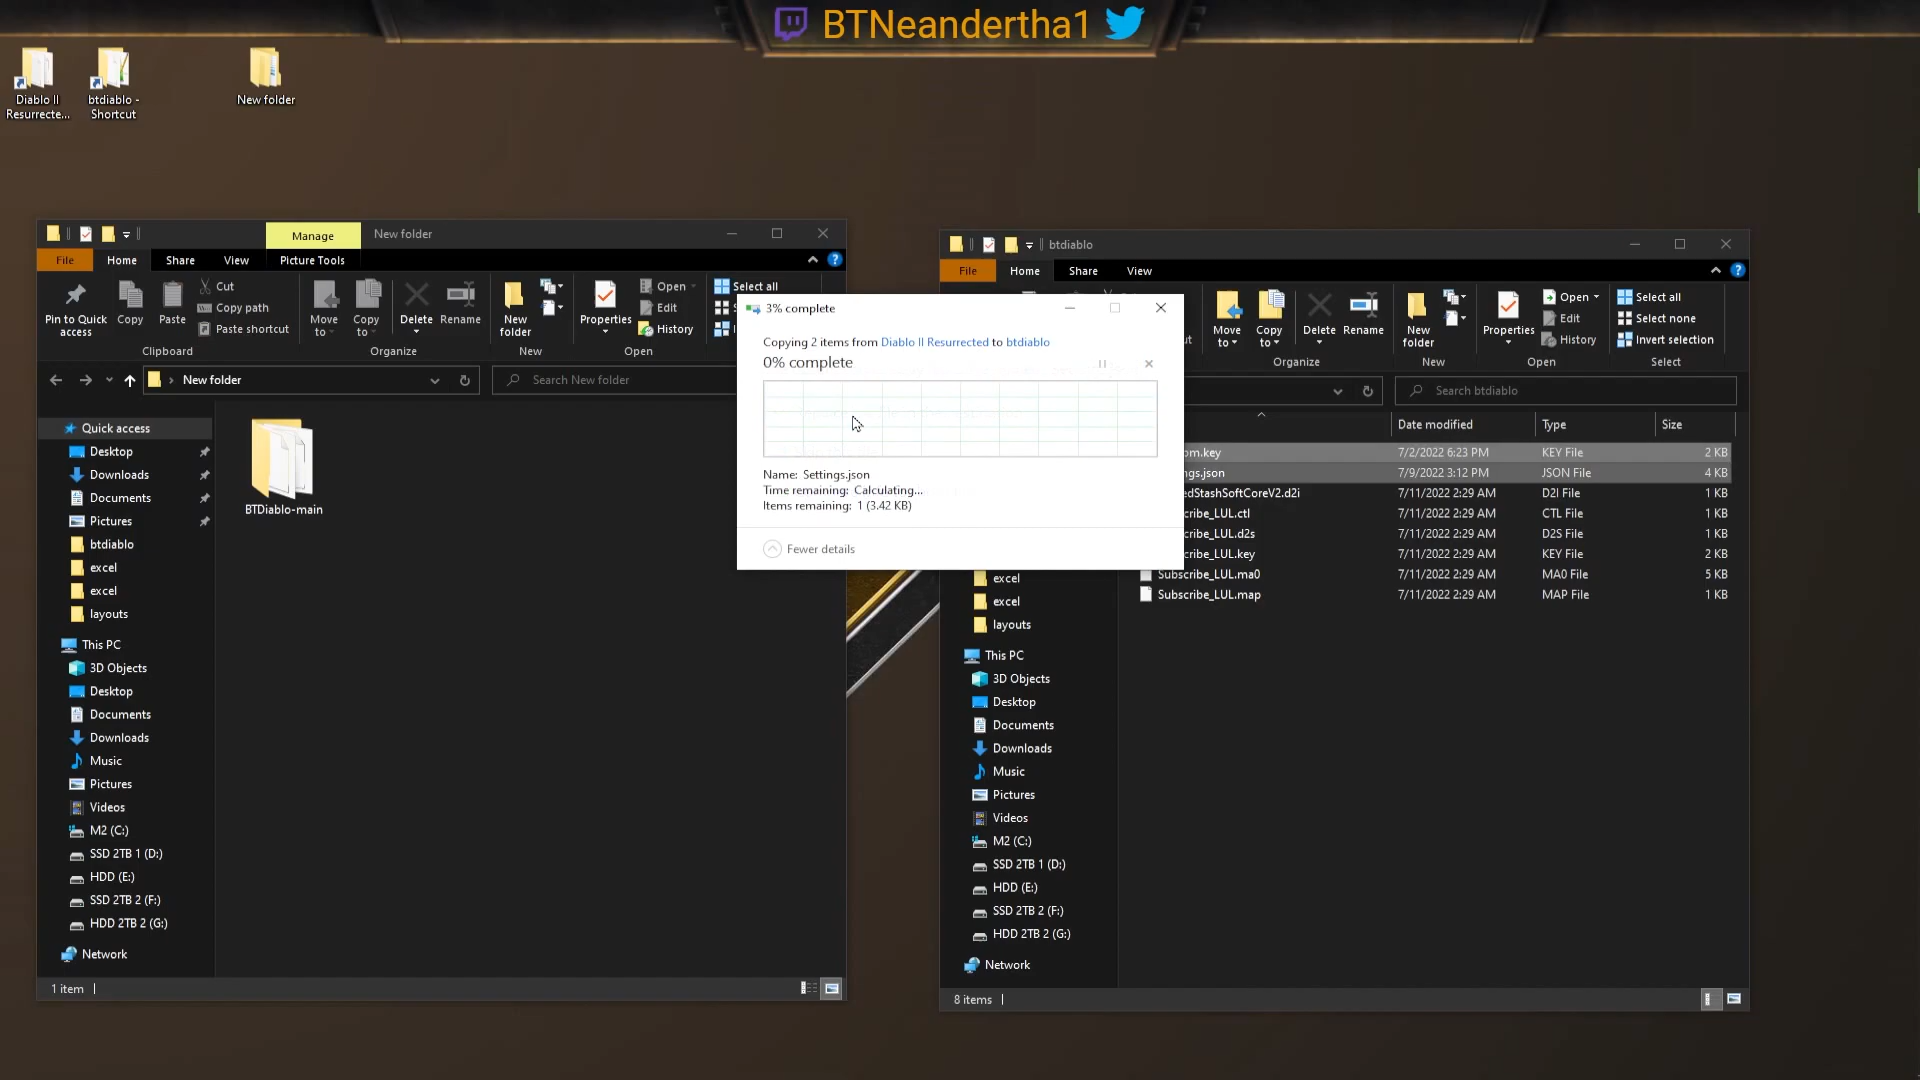 BTNeandertha1
Diablo II
Resurrecte...
btdiablo -
Shortcut
New folder
Manage
New folder
File
Home
Share
View
Picture Tools
Pin to Quick
access
Copy
Paste
Cut
Copy path
Paste shortcut
Clipboard
Move
to
Copy
to
Delete
Rename
Organize
New
folder
New
Properties
Open
Edit
History
Open
Select all
New folder
Search New folder
Quick access
Desktop
Downloads
Documents
Pictures
btdiablo
excel
excel
layouts
This PC
3D Objects
Desktop
Documents
Downloads
Music
Pictures
Videos
M2 (C:)
SSD 2TB 1 (D:)
HDD (E:)
SSD 2TB 2 (F:)
HDD 2TB 2 (G:)
Network
BTDiablo-main
1 item
3% complete
Copying 2 items from Diablo II Resurrected to btdiablo
0% complete
Name: Settings.json
Time remaining: Calculating...
Items remaining: 1 (3.42 KB)
Fewer details
btdiablo
File
Home
Share
View
Move
to
Copy
to
Delete
Rename
Organize
New
folder
New
Properties
Open
Edit
History
Open
Select all
Select none
Invert selection
Select
Search btdiablo
Date modified
Type
Size
om.key 7/2/2022 6:23 PM KEY File 2 KB
ngs.json 7/9/2022 3:12 PM JSON File 4 KB
edStashSoftCoreV2.d2i 7/11/2022 2:29 AM D2I File 1 KB
cribe_LUL.ctl 7/11/2022 2:29 AM CTL File 1 KB
cribe_LUL.d2s 7/11/2022 2:29 AM D2S File 1 KB
cribe_LUL.key 7/11/2022 2:29 AM KEY File 2 KB
Subscribe_LUL.ma0 7/11/2022 2:29 AM MA0 File 5 KB
Subscribe_LUL.map 7/11/2022 2:29 AM MAP File 1 KB
excel
excel
layouts
This PC
3D Objects
Desktop
Documents
Downloads
Music
Pictures
Videos
M2 (C:)
SSD 2TB 1 (D:)
HDD (E:)
SSD 2TB 2 (F:)
HDD 2TB 2 (G:)
Network
8 items